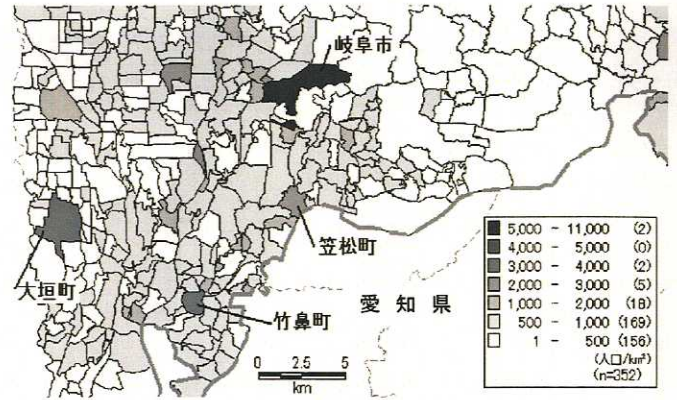 岐阜市
笠松町
大垣町
竹鼻町
愛知県
0 2.5 5
km
5,000 - 11,000 (2)
4,000 - 5,000 (0)
3,000 - 4,000 (2)
2,000 - 3,000 (5)
1,000 - 2,000 (18)
500 - 1,000 (169)
1 - 500 (156)
(人口/km²)
(n=352)